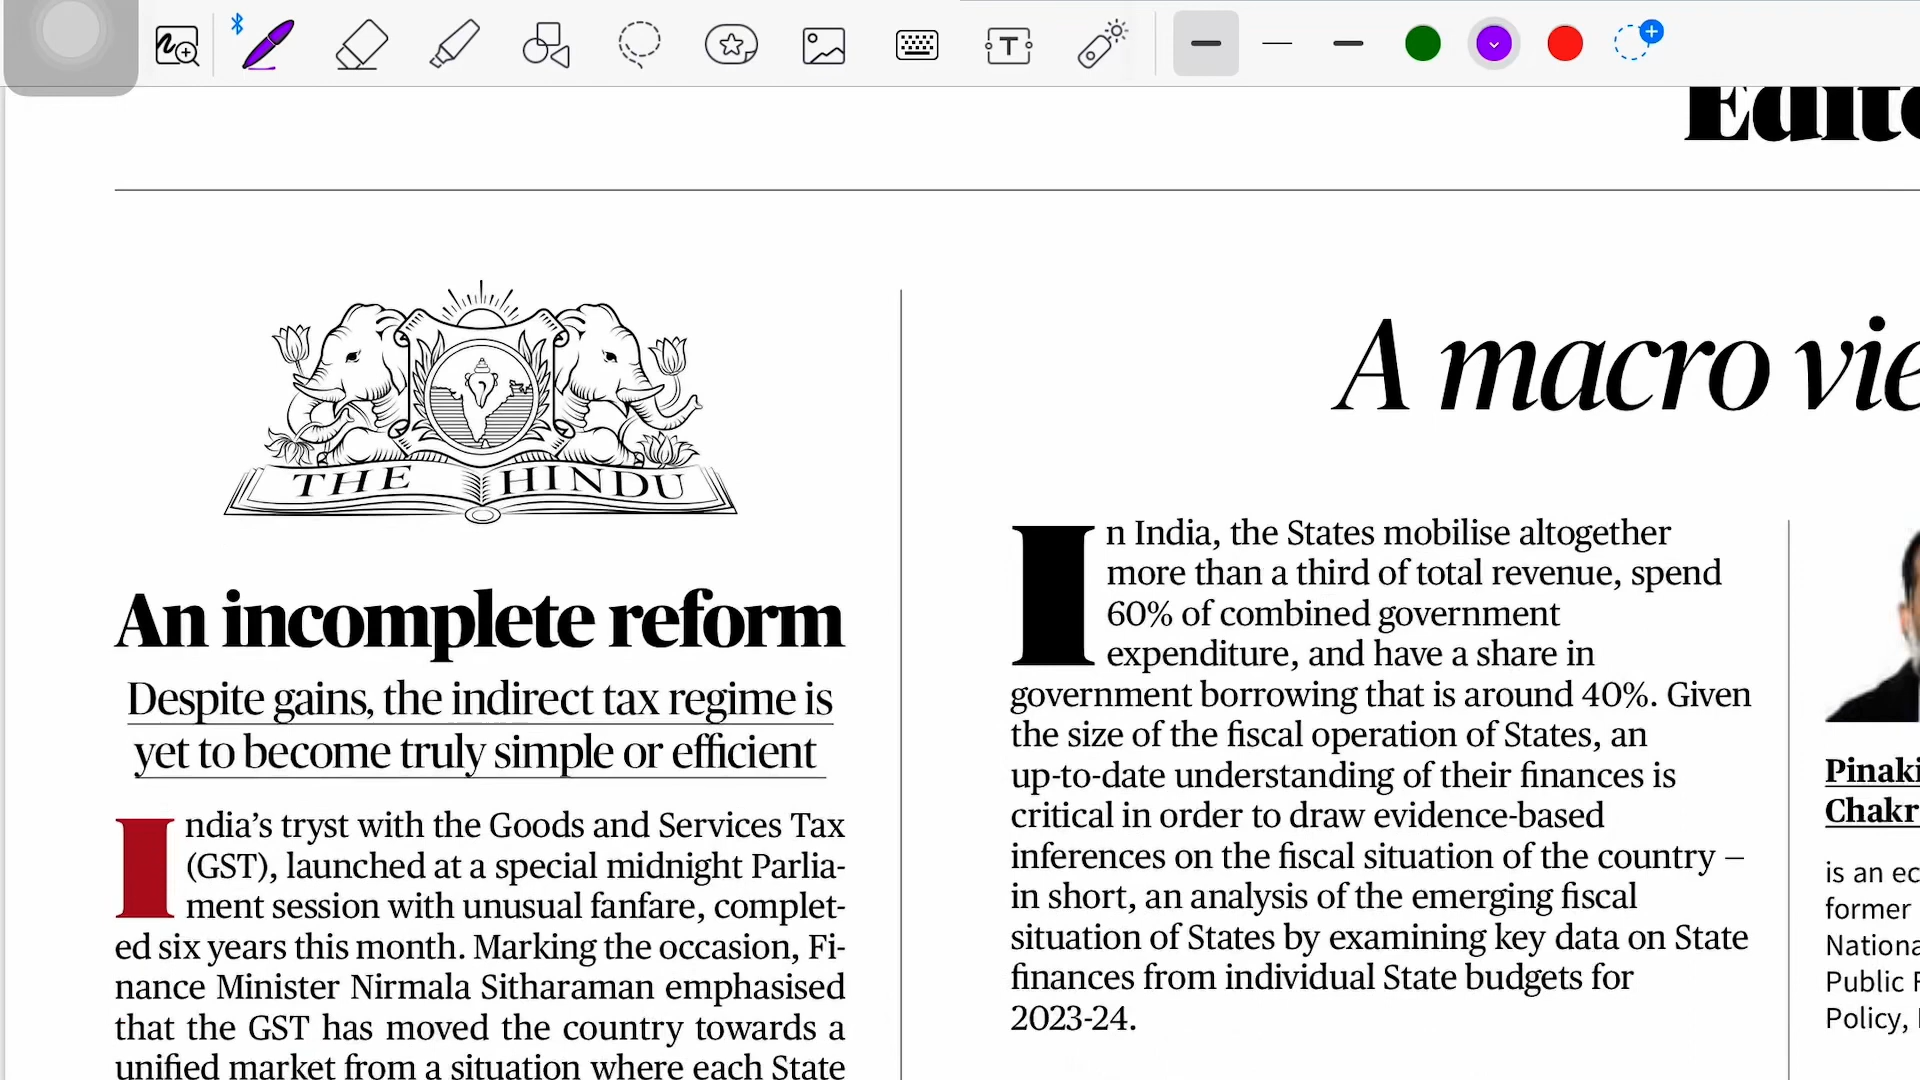 Edito
THE HINDU
An incomplete reform
Despite gains, the indirect tax regime is
yet to become truly simple or efficient
India's tryst with the Goods and Services Tax
(GST), launched at a special midnight Parlia-
ment session with unusual fanfare, complet-
ed six years this month. Marking the occasion, Fi-
nance Minister Nirmala Sitharaman emphasised
that the GST has moved the country towards a
unified market from a situation where each State
A macro vie
In India, the States mobilise altogether
more than a third of total revenue, spend
60% of combined government
expenditure, and have a share in
government borrowing that is around 40%. Given
the size of the fiscal operation of States, an
up-to-date understanding of their finances is
critical in order to draw evidence-based
inferences on the fiscal situation of the country –
in short, an analysis of the emerging fiscal
situation of States by examining key data on State
finances from individual State budgets for
2023-24.
Pinaki
Chakr
is an ec
former
Nationa
Public F
Policy,